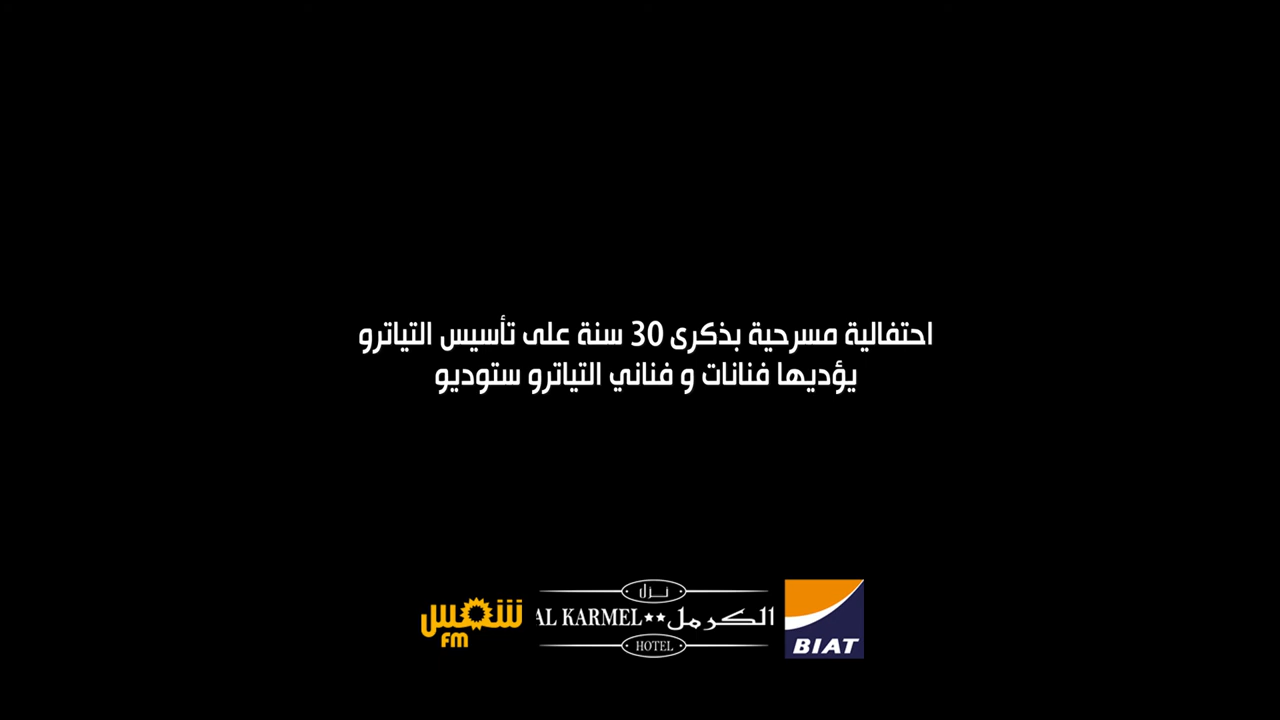 احتفالية مسرحية بذكرى 30 سنة على تأسيس التياترو
يؤديها فنانات و فناني التياترو ستوديو
شمس
FM
نزل
AL KARMEL★★الكرمل
HOTEL
BIAT